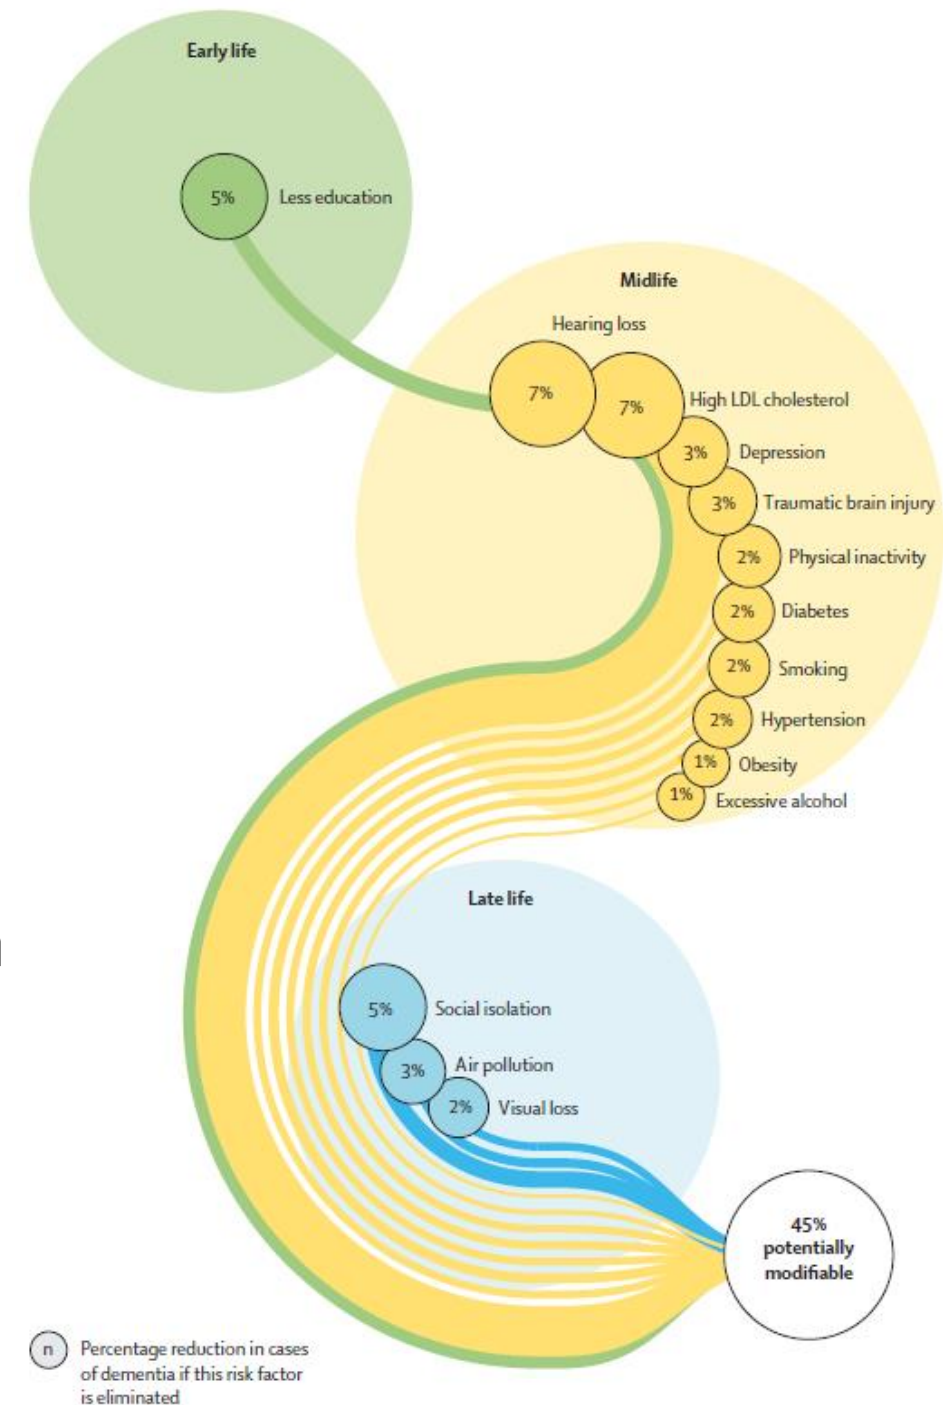 Early life
5%
Less education
Midlife
Hearing loss
7%
7%
High LDL cholesterol
3%
Depression
3%
Traumatic brain injury
2%
Physical inactivity
2%
Diabetes
2%
Smoking
2%
Hypertension
1%
Obesity
1%
Excessive alcohol
Late life
5%
Social isolation
3%
Air pollution
2%
Visual loss
45%
potentially
modifiable
n
Percentage reduction in cases
of dementia if this risk factor
is eliminated